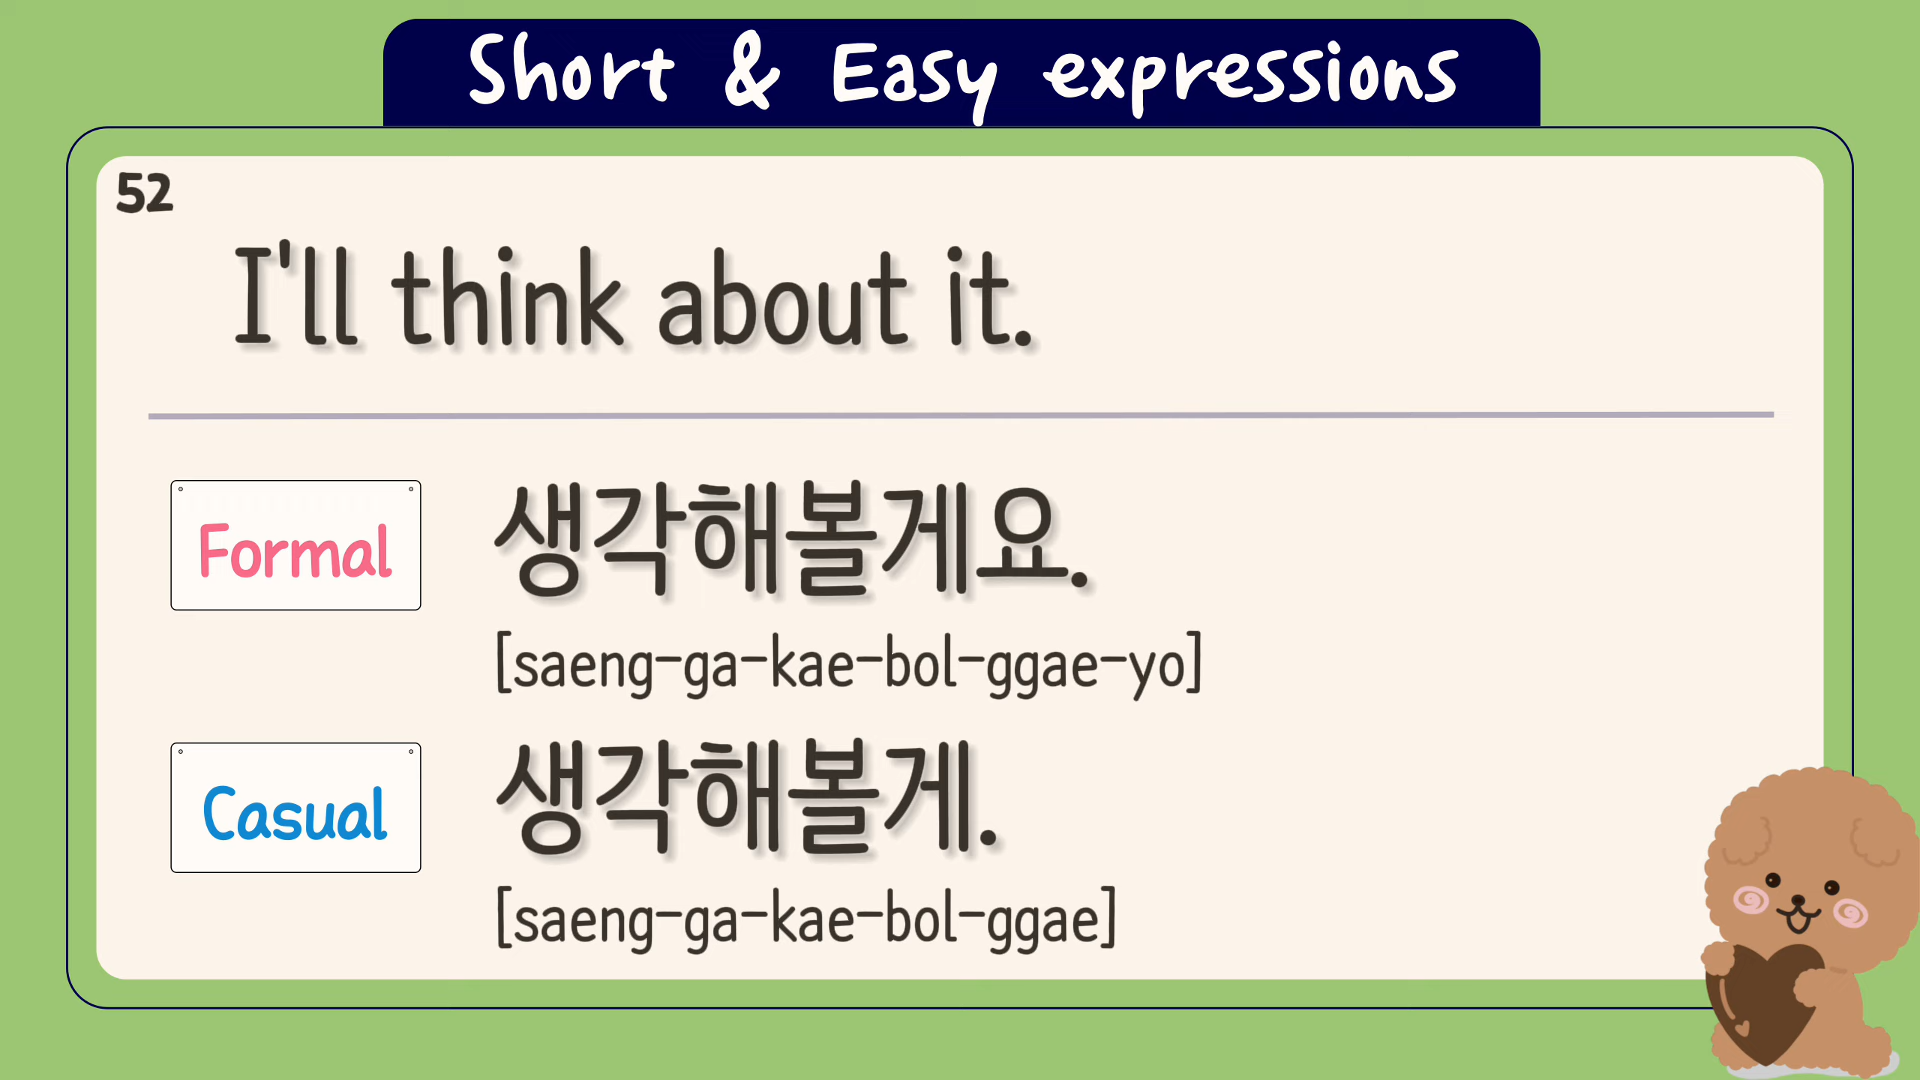 Short & Easy expressions
52
I'll think about it.
Formal
생각해볼게요.
[saeng-ga-kae-bol-ggae-yo]
Casual
생각해볼게.
[saeng-ga-kae-bol-ggae]